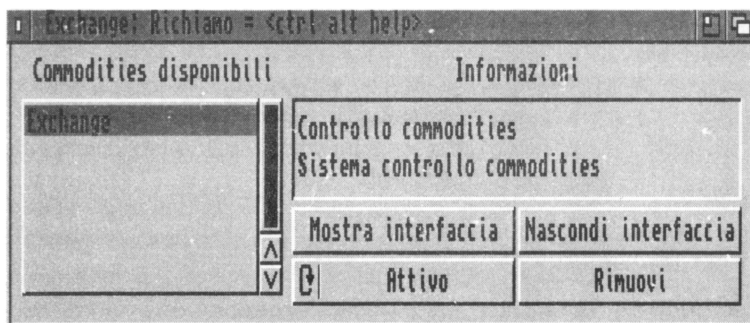 Exchange: Richiamo = <ctrl alt help>
Commodities disponibili
Informazioni
Exchange
Controllo commodities
Sistema controllo commodities
Mostra interfaccia
Nascondi interfaccia
Attivo
Rimuovi